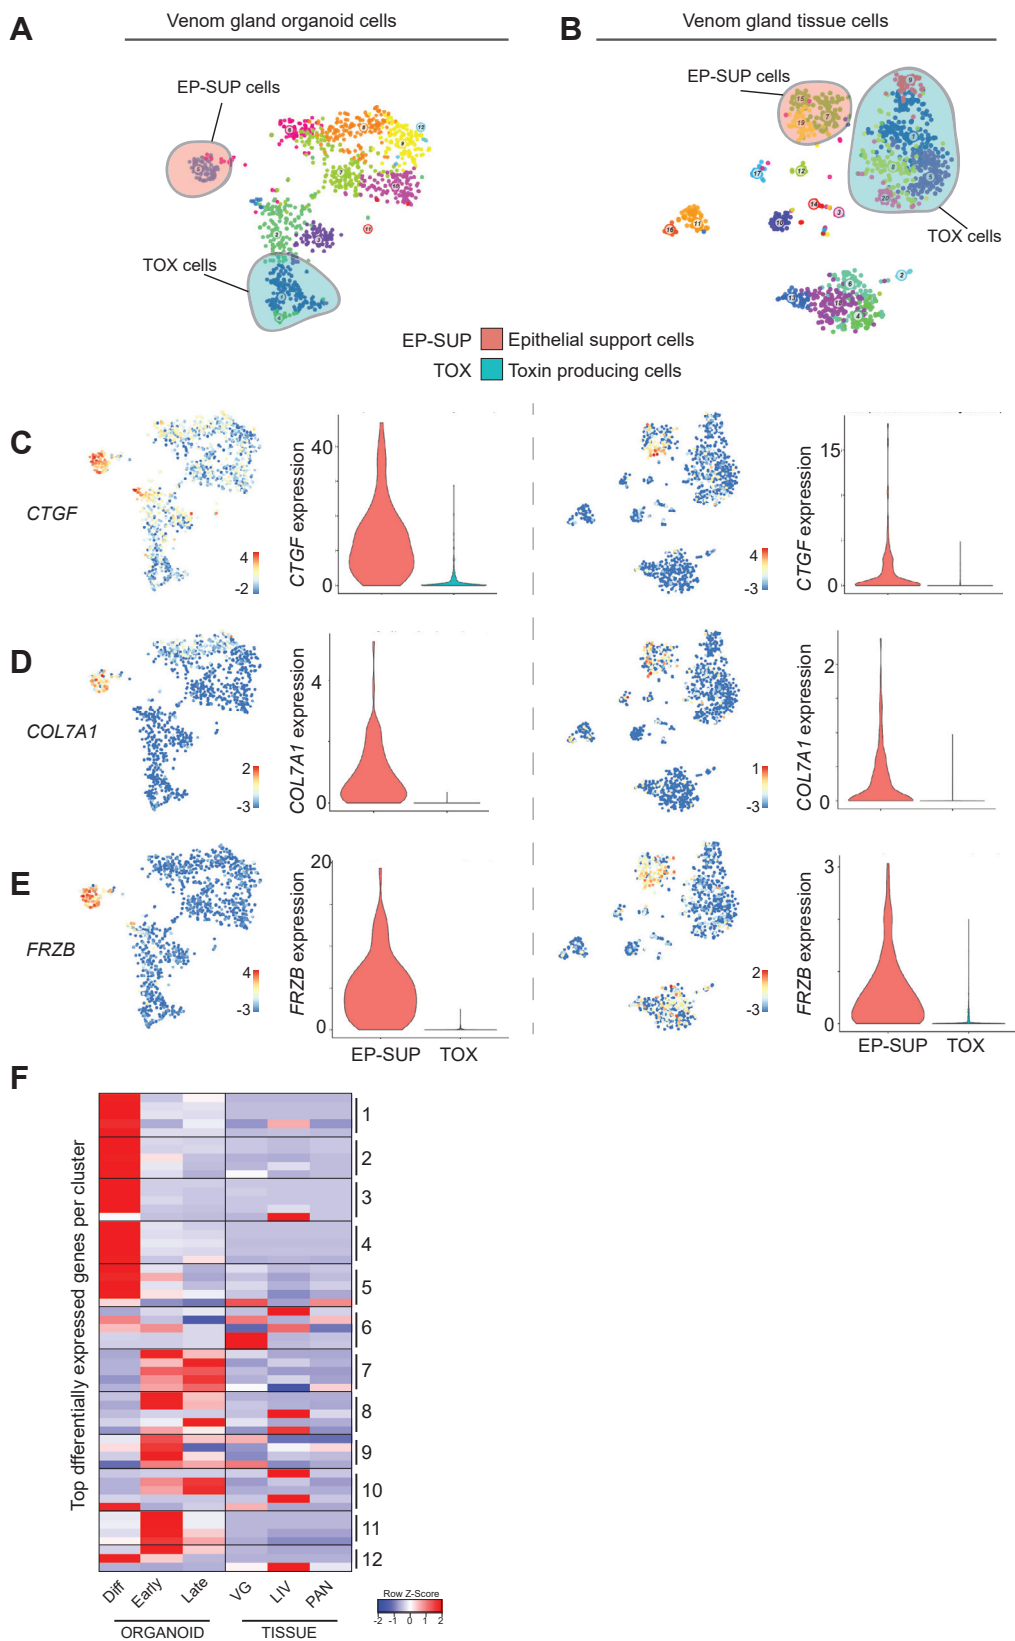 A
Venom gland organoid cells
B
Venom gland tissue cells
EP-SUP cells
TOX cells
EP-SUP cells
TOX cells
EP-SUP Epithelial support cells
TOX Toxin producing cells
C
CTGF
4
-2
CTGF expression
40
0
4
-3
CTGF expression
15
0
D
COL7A1
2
-3
COL7A1 expression
4
0
1
-3
COL7A1 expression
2
0
E
FRZB
4
-3
FRZB expression
20
0
EP-SUP TOX
2
-3
FRZB expression
3
0
EP-SUP TOX
F
Top dfferentially expressed genes per cluster
1
2
3
4
5
6
7
8
9
10
11
12
Diff Early Late VG LIV PAN
ORGANOID TISSUE
Row Z-Score
-2 -1 0 1 2